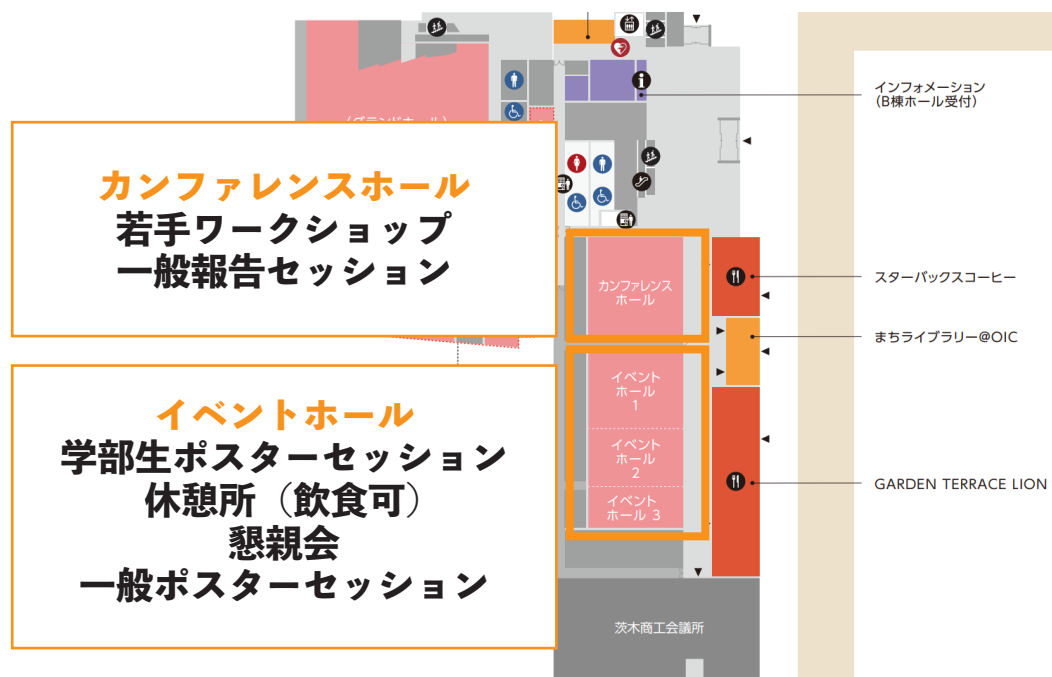 (グランドホール)
カンファレンスホール
若手ワークショップ
一般報告セッション
イベントホール
学部生ポスターセッション
休憩所（飲食可）
懇親会
一般ポスターセッション
カンファレンス
ホール
イベント
ホール
1
イベント
ホール
2
イベント
ホール 3
茨木商工会議所
インフォメーション
（B棟ホール受付）
スターバックスコーヒー
まちライブラリー@OIC
GARDEN TERRACE LION